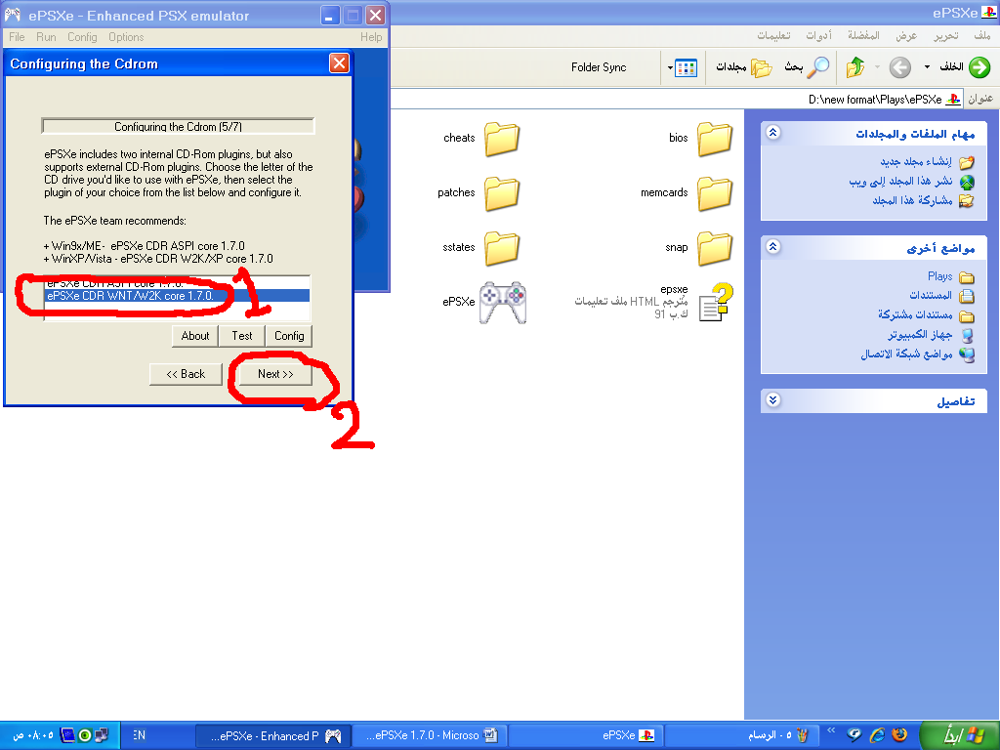 ePSXe - Enhanced PSX emulator
File Run Config Options Help
Configuring the Cdrom
Configuring the Cdrom (5/7)
ePSXe includes two internal CD-Rom plugins, but also
supports external CD-Rom plugins. Choose the letter of the
CD drive you'd like to use with ePSXe, then select the
plugin of your choice from the list below and configure it.
The ePSXe team recommends:
+ Win9x/ME- ePSXe CDR ASPI core 1.7.0
+ WinXP/Vista - ePSXe CDR W2K/XP core 1.7.0
ePSXe CDR ASPI core 1.7.0.
ePSXe CDR WNT/W2K core 1.7.0.
1
About Test Config
<< Back Next >>
2
ePSXe
ملف تحرير عرض المفضلة أدوات تعليمات
الخلف بحث مجلدات Folder Sync
عنوان D:\new format\Plays\ePSXe
مهام الملفات والمجلدات
إنشاء مجلد جديد
نشر هذا المجلد إلى ويب
مشاركة هذا المجلد
مواضع أخرى
Plays
المستندات
مستندات مشتركة
جهاز الكمبيوتر
مواضع شبكة الاتصال
تفاصيل
bios
cheats
memcards
patches
snap
sstates
epsxe
مترجم HTML ملف تعليمات
91 ك.ب
ePSXe
ابدأ
٥ - الرسام
ePSXe
...ePSXe 1.7.0 - Microso
...ePSXe - Enhanced P
EN
٠٨:٠٥ ص